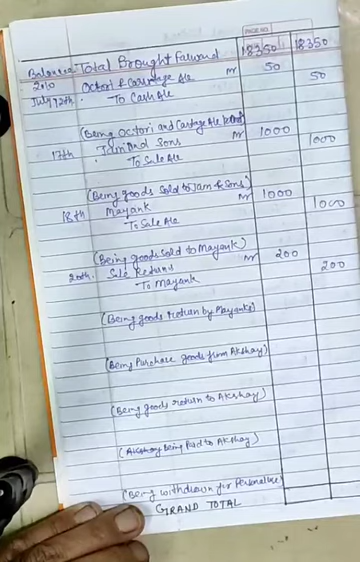 PAGE NO.
Balance Total Brought Forward 18350 18350
2010 Octori & Cartage A/c Dr 50
July 12th To Cash A/c 50
(Being Octori and Cartage A/c paid)
17th Jain and Sons Dr 1000
To Sale A/c 1000
(Being goods Sold to Jain & Sons)
18th Mayank Dr 1000
To Sale A/c 1000
(Being goods Sold to Mayank)
20th. Sale Returns Dr 200
To Mayank 200
(Being goods return by Mayank)
(Being Purchase goods from Akshay)
(Being goods return to Akshay)
(Akshay Being Paid to Akshay)
(Being withdrawn for Personal use)
GRAND TOTAL